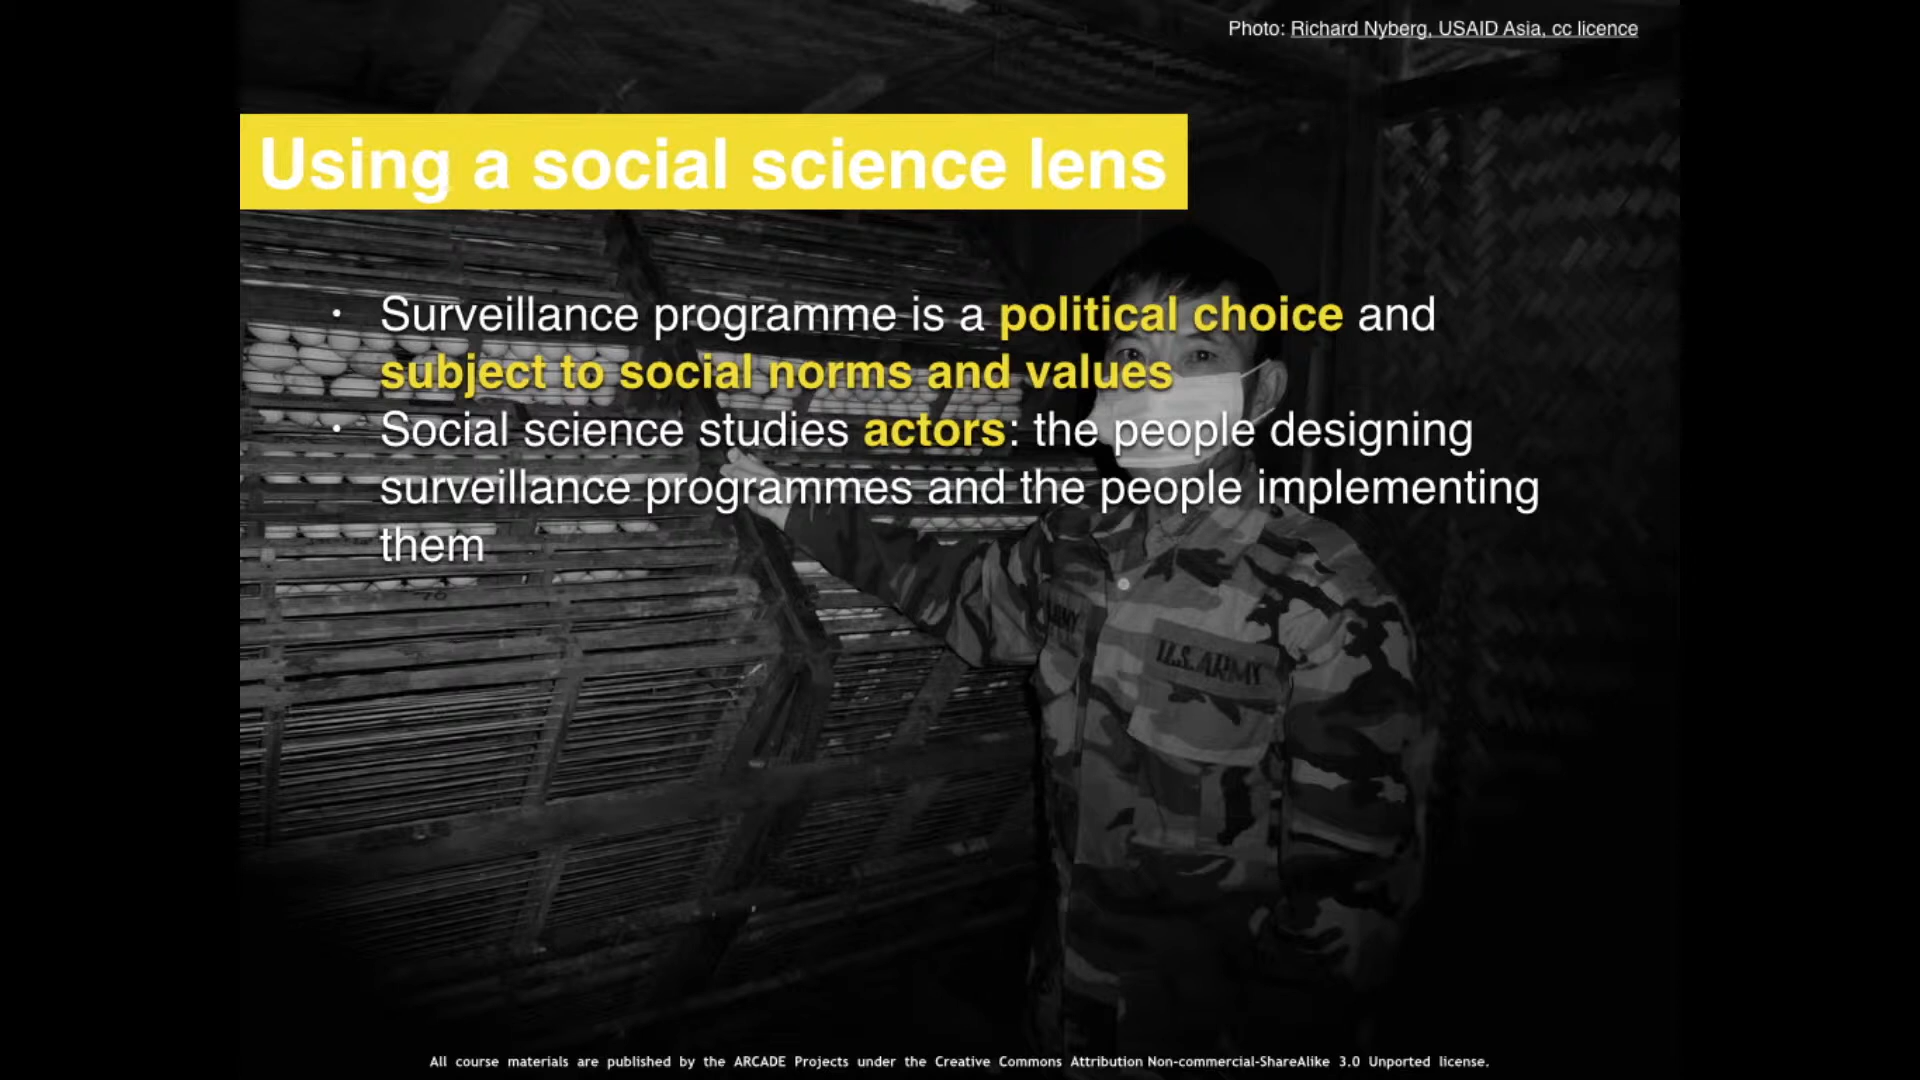 Photo: Richard Nyberg, USAID Asia, cc licence
Using a social science lens
• Surveillance programme is a political choice and
subject to social norms and values
• Social science studies actors: the people designing
surveillance programmes and the people implementing
them
U.S. ARMY
All course materials are published by the ARCADE Projects under the Creative Commons Attribution Non-commercial-ShareAlike 3.0 Unported license.